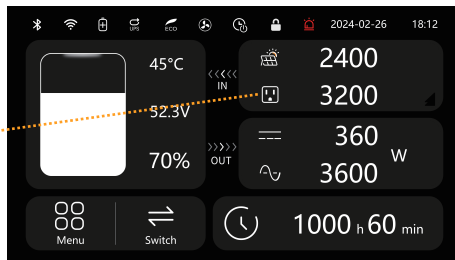 UPS
ECO
2024-02-26 18:12
45°C
52.3V
70%
IN
OUT
2400
3200
360
3600
W
Menu
Switch
1000 h 60 min